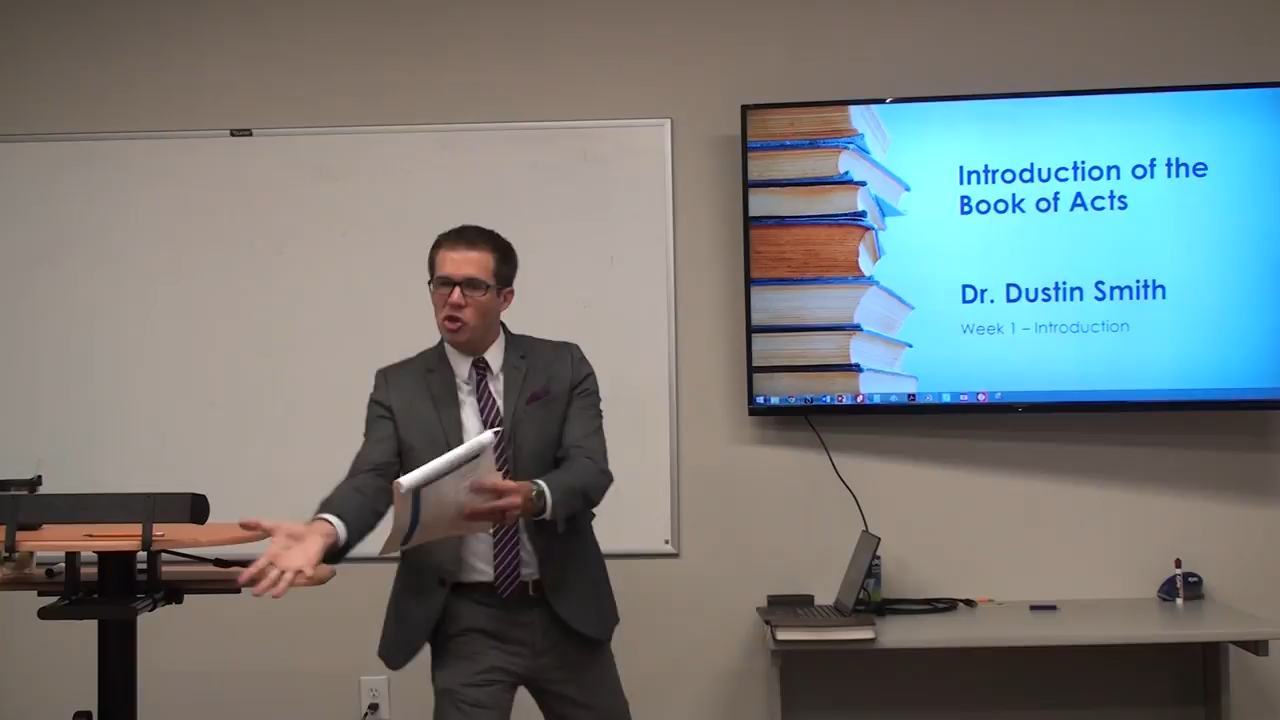 Introduction of the
Book of Acts
Dr. Dustin Smith
Week 1 – Introduction